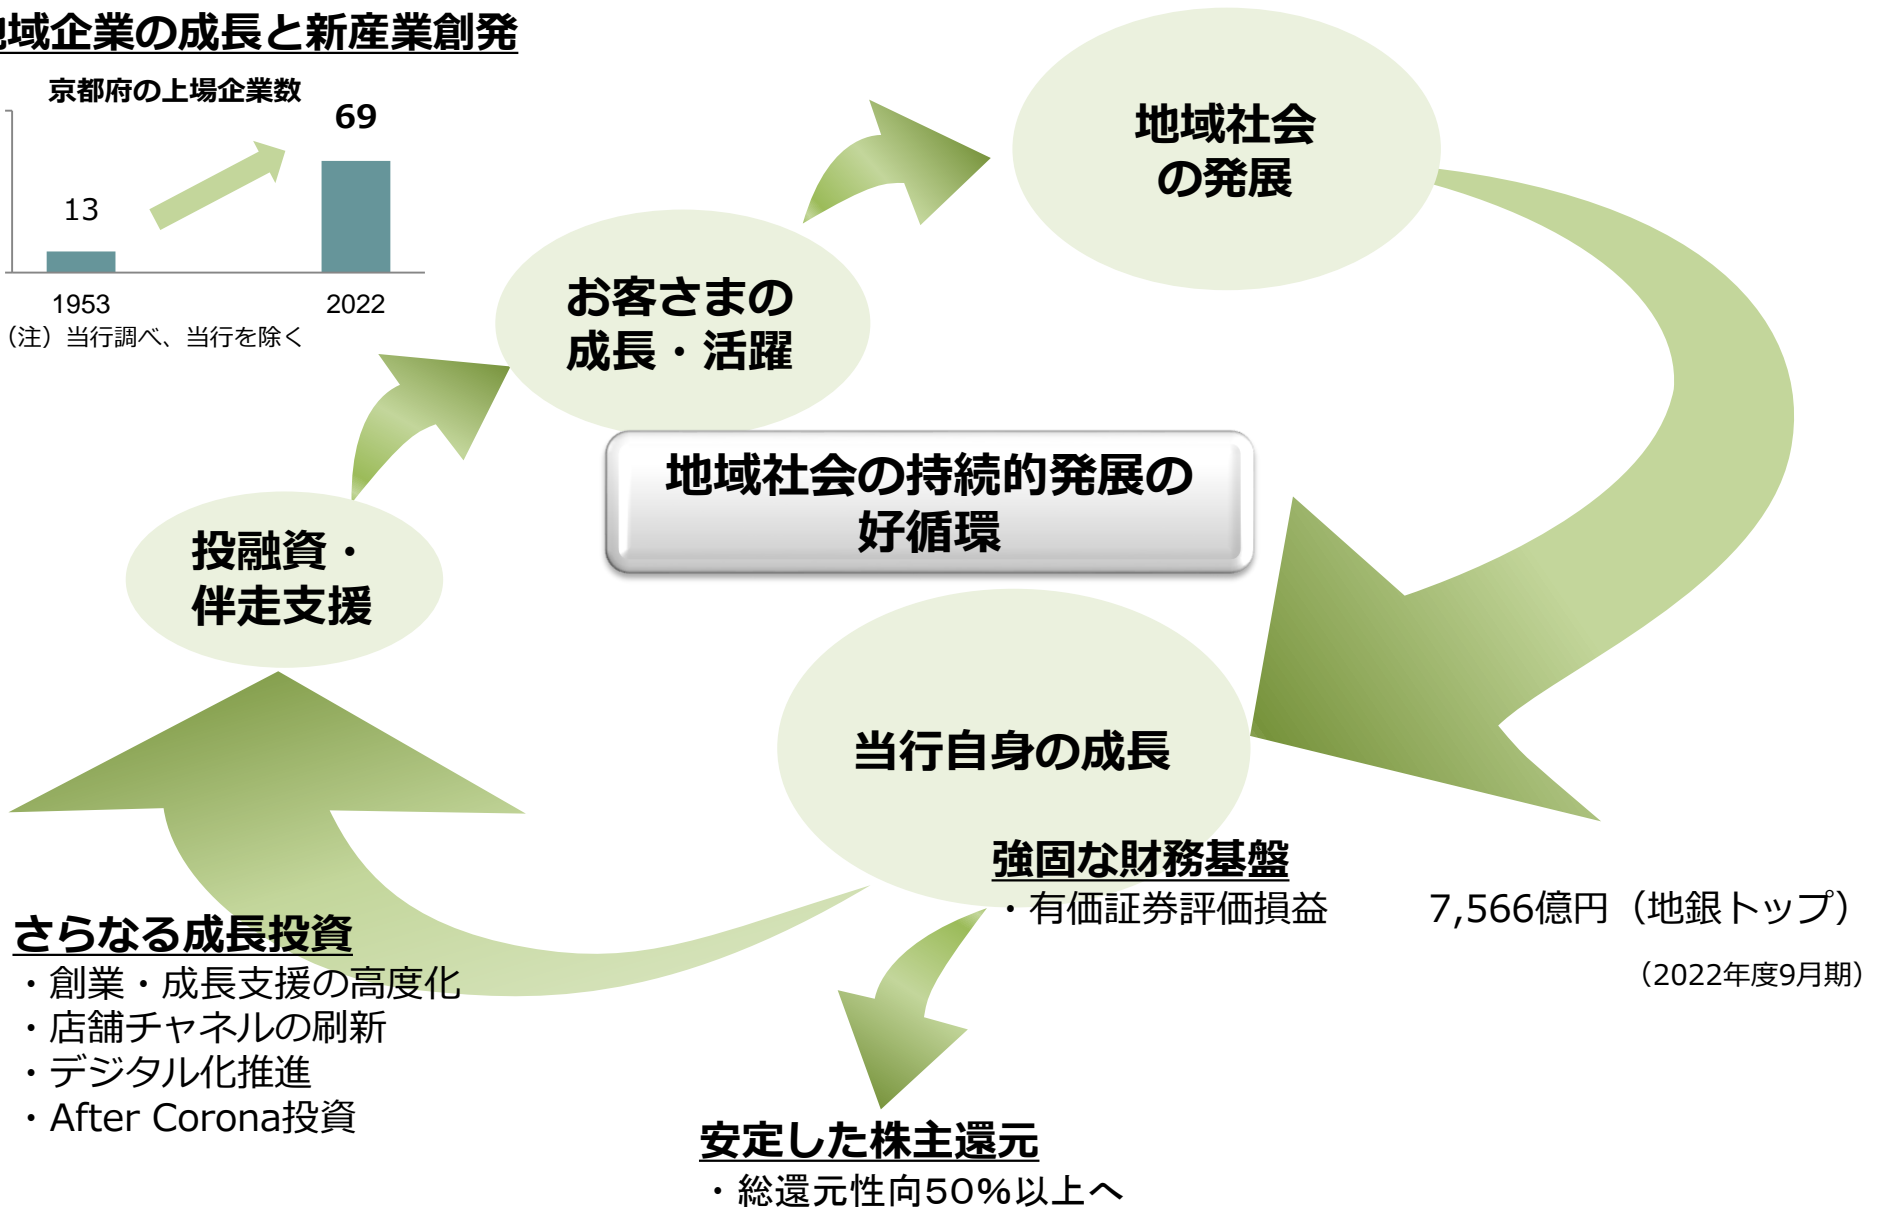 域企業の成長と新産業創発
京都府の上場企業数
69
13
1953
2022
（注）当行調べ、当行を除く
地域社会
の発展
お客さまの
成長・活躍
地域社会の持続的発展の
好循環
投融資・
伴走支援
当行自身の成長
強固な財務基盤
・有価証券評価損益 7,566億円（地銀トップ）
（2022年度9月期）
さらなる成長投資
・創業・成長支援の高度化
・店舗チャネルの刷新
・デジタル化推進
・After Corona投資
安定した株主還元
・総還元性向50%以上へ